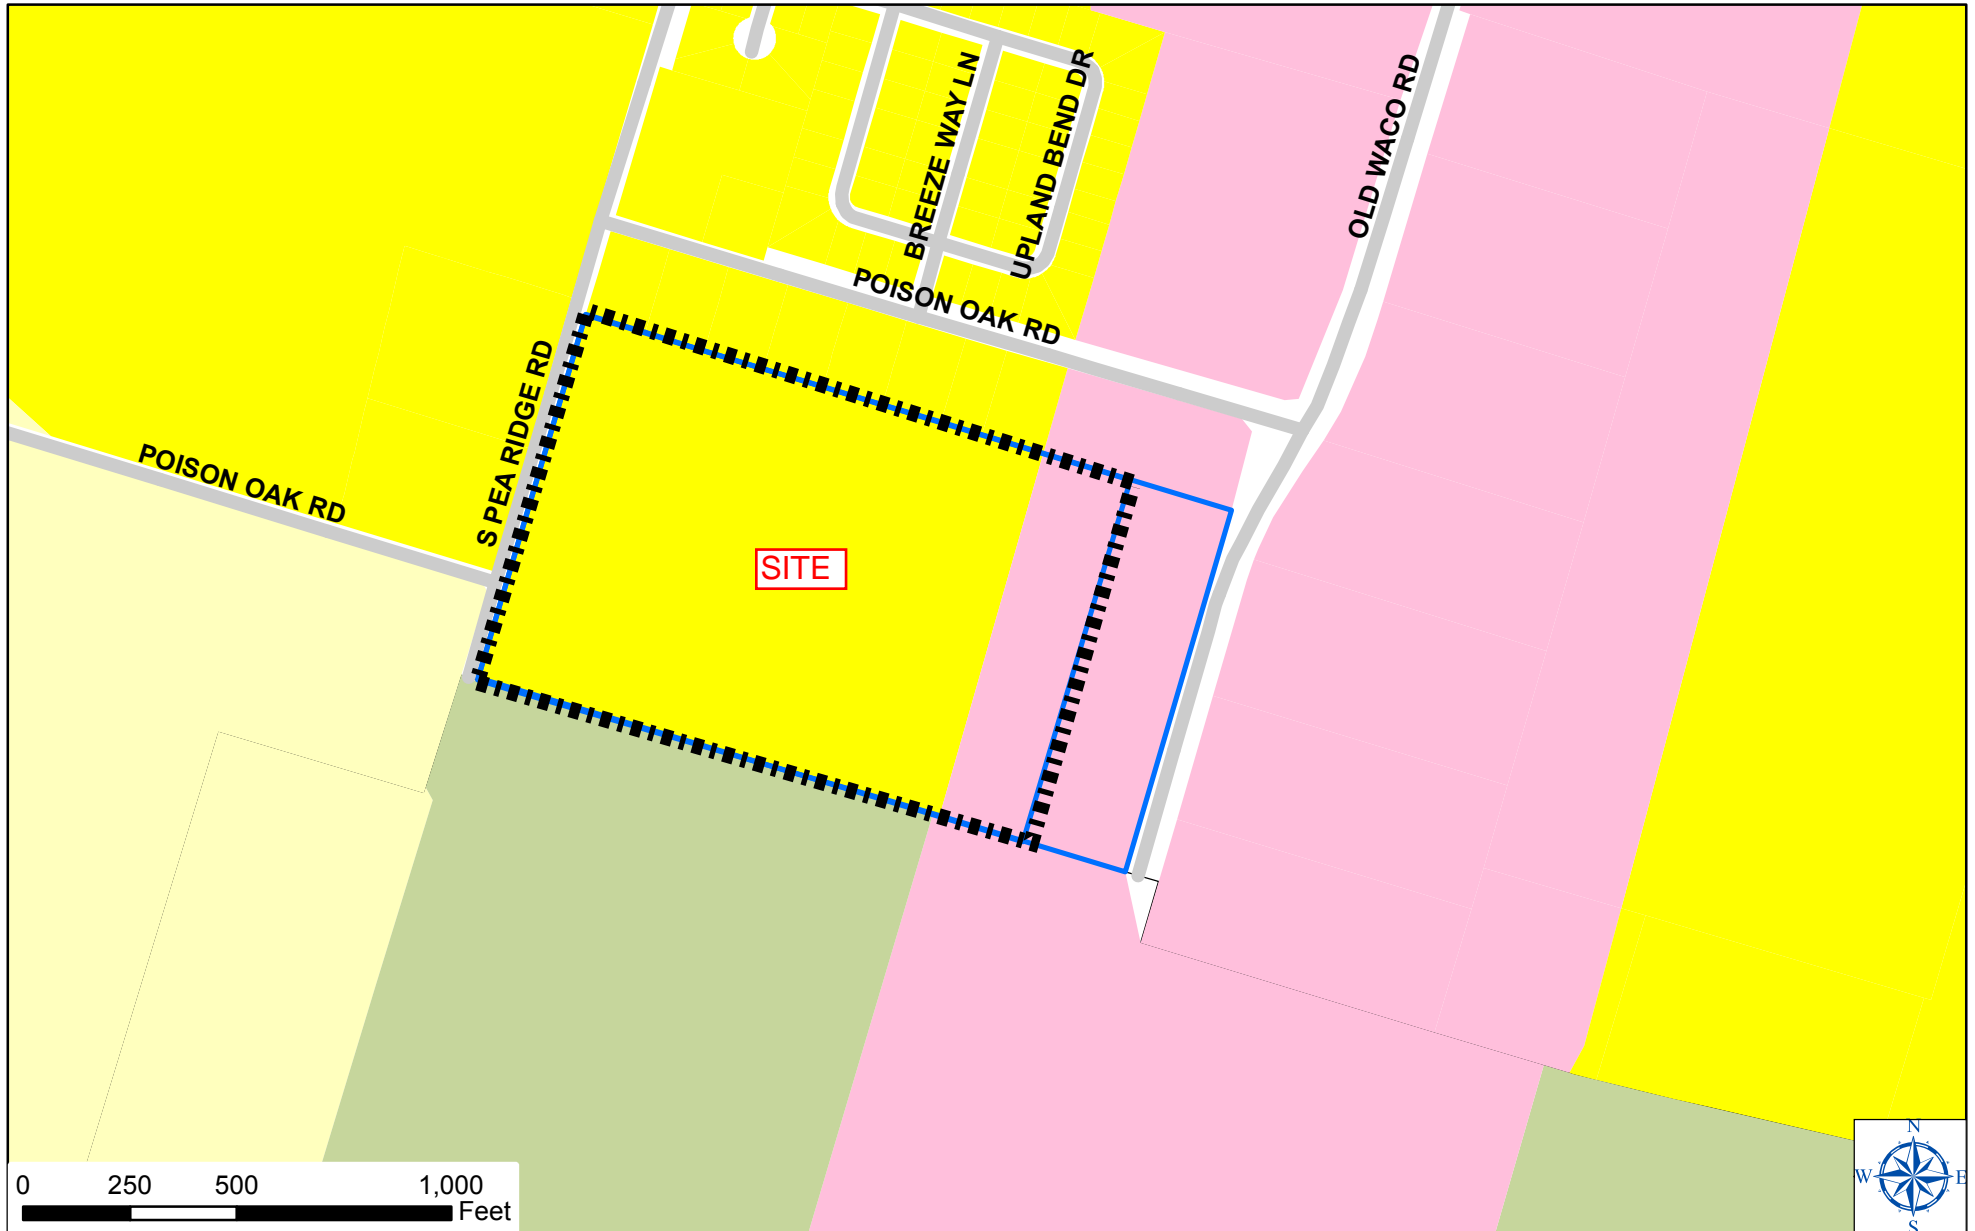 BREEZE WAY LN
UPLAND BEND DR
OLD WACO RD
POISON OAK RD
S PEA RIDGE RD
POISON OAK RD
SITE
0 250 500 1,000
Feet
N
W E
S